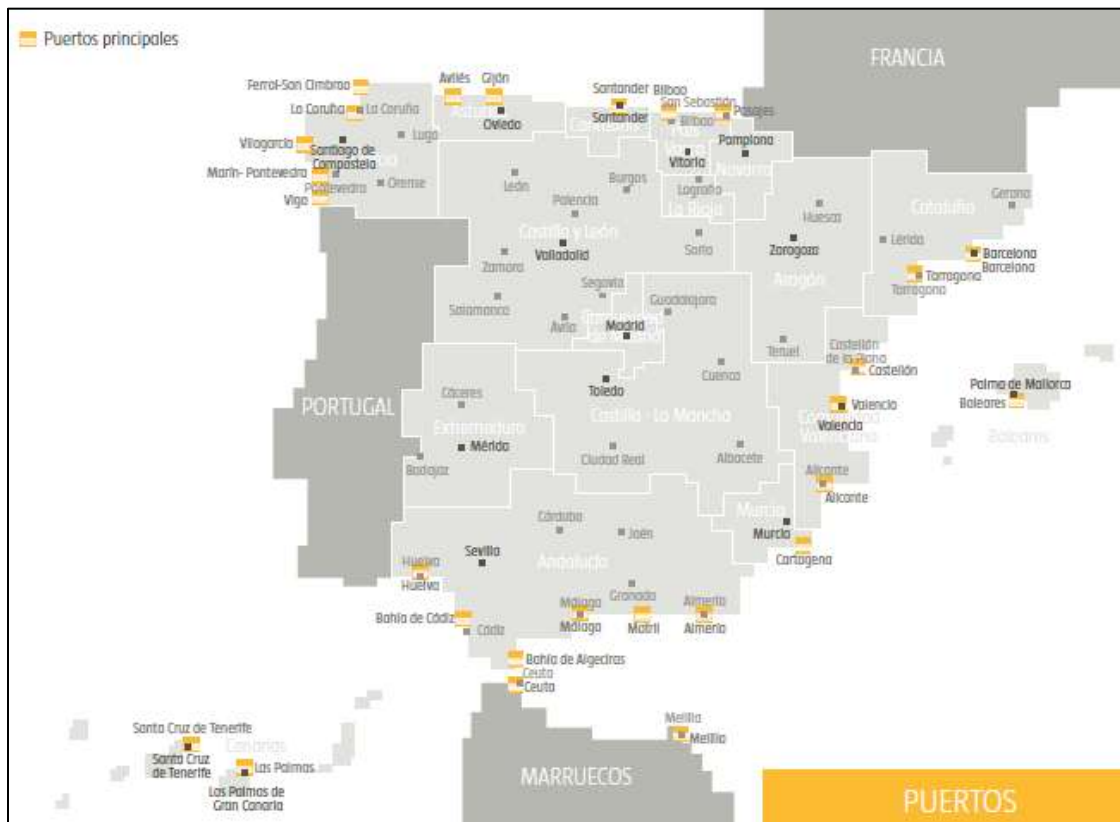 Puertos principales
FRANCIA
Ferrol-San Cimbrao
Avilés
Gijón
Santander
Bilbao
San Sebastián
Pasajes
La Coruña
La Coruña
Oviedo
Santander
Bilbao
Lugo
Vilagarcía
Santiago de
Compostela
Vitoria
Pamplona
Navarra
Marín- Pontevedra
Pontevedra
Orense
León
Burgos
Logroño
La Rioja
Vigo
Palencia
Huesca
Gerona
Cataluña
Castilla y León
Valladolid
Soria
Zaragoza
Lérida
Barcelona
Barcelona
Zamora
Aragón
Tarragona
Tarragona
Segovia
Guadalajara
Salamanca
Ávila
Madrid
Teruel
Castellón
de la Plana
Castellón
Cuenca
Toledo
Palma de Mallorca
Baleares
Baleares
PORTUGAL
Cáceres
Castilla - La Mancha
Valencia
Valencia
Comunidad
Valenciana
Extremadura
Mérida
Badajoz
Ciudad Real
Albacete
Alicante
Alicante
Murcia
Murcia
Cartagena
Córdoba
Jaén
Sevilla
Andalucía
Huelva
Huelva
Granada
Málaga
Málaga
Motril
Almería
Almería
Bahía de Cádiz
Cádiz
Bahía de Algeciras
Ceuta
Ceuta
Melilla
Melilla
MARRUECOS
Santa Cruz de Tenerife
Canarias
Santa Cruz
de Tenerife
Las Palmas
Las Palmas de
Gran Canaria
PUERTOS